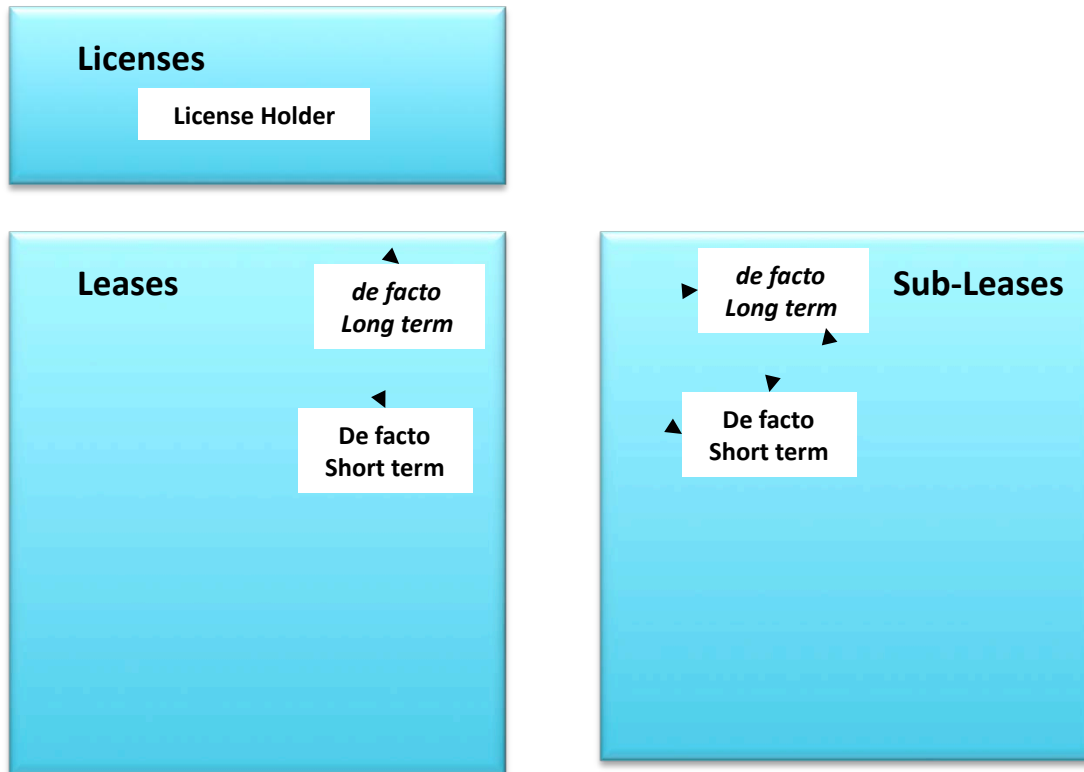 Licenses
License Holder
Leases
de facto
Long term
De facto
Short term
Sub-Leases
de facto
Long term
De facto
Short term